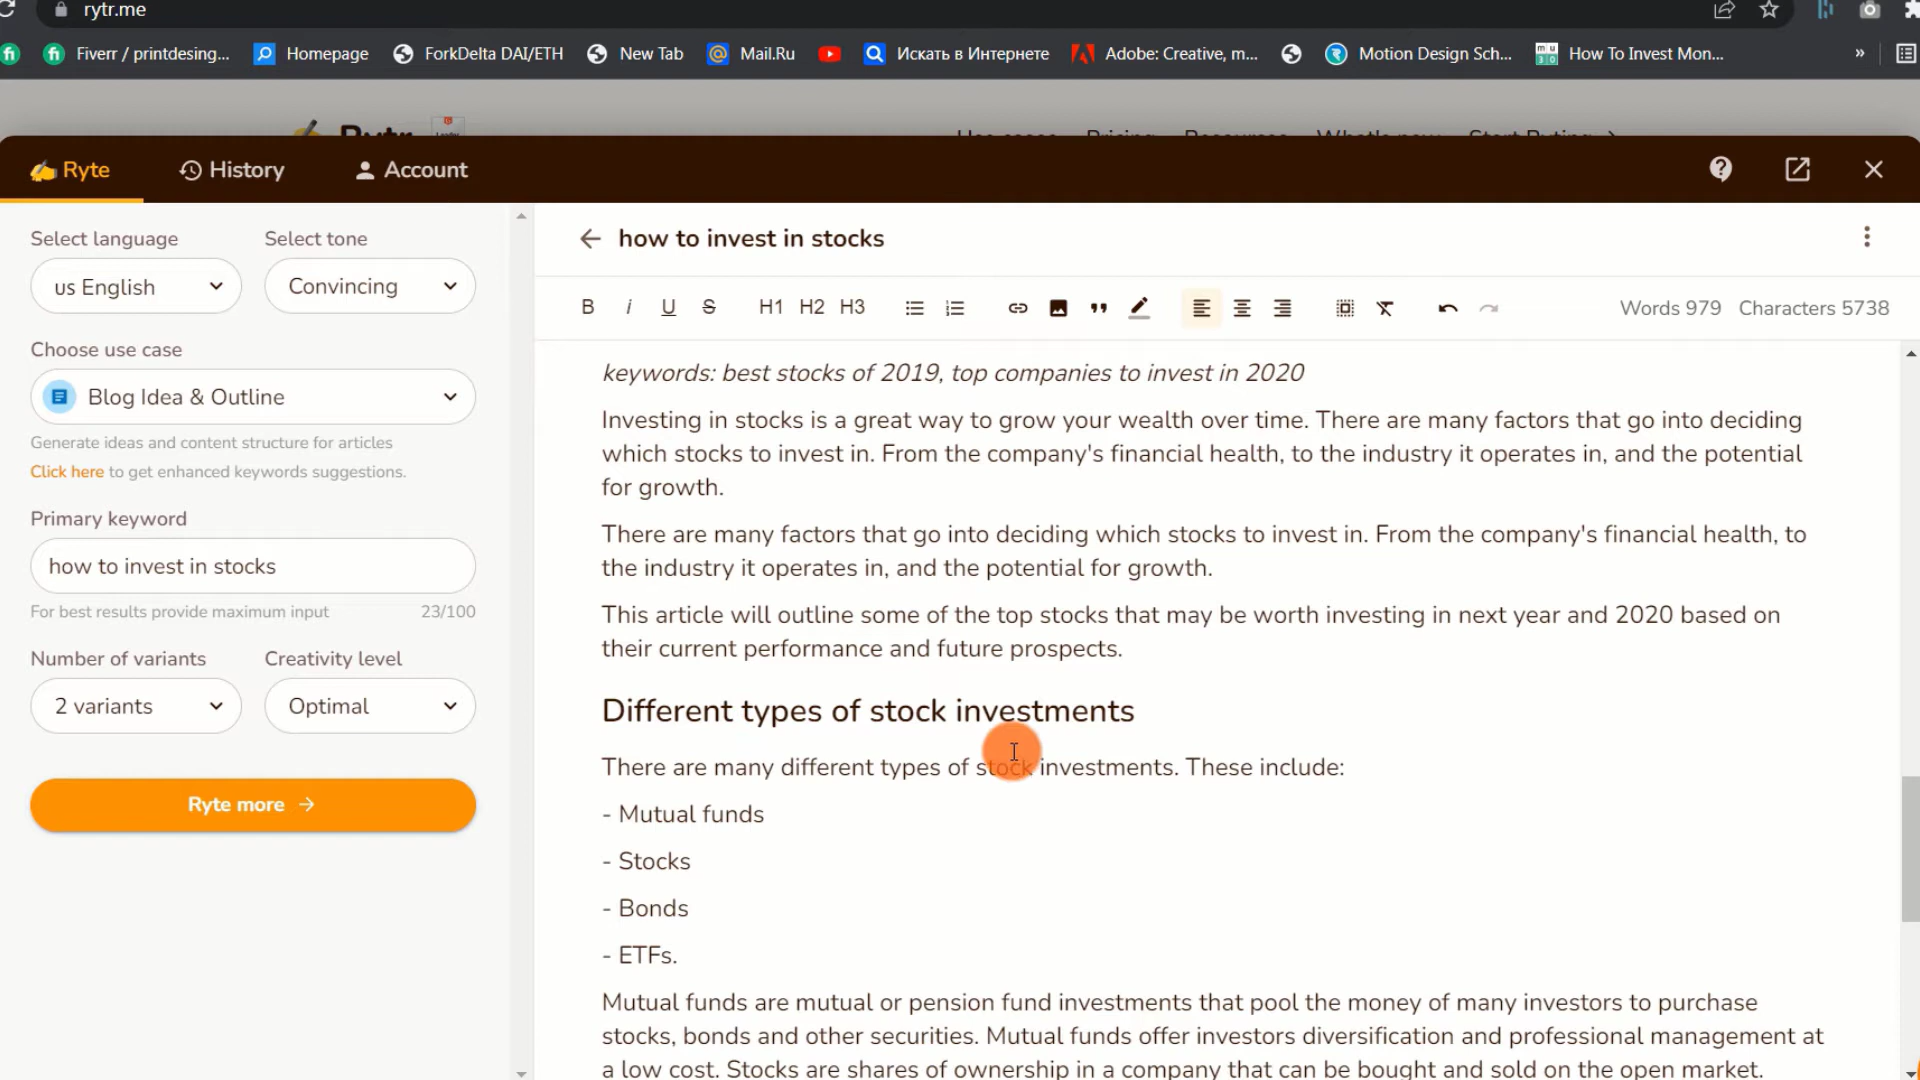 rytr.me
Fiverr / printdesing... Homepage ForkDelta DAI/ETH New Tab Mail.Ru Искать в Интернете Adobe: Creative, m... Motion Design Sch... How To Invest Mon... »
Rytr Use cases Pricing Resources What's new Start Ryting
Ryte History Account
Select language Select tone
us English Convincing
Choose use case
Blog Idea & Outline
Generate ideas and content structure for articles
Click here to get enhanced keywords suggestions.
Primary keyword
how to invest in stocks
For best results provide maximum input 23/100
Number of variants Creativity level
2 variants Optimal
Ryte more
how to invest in stocks
B i U S H1 H2 H3 Words 979 Characters 5738
keywords: best stocks of 2019, top companies to invest in 2020
Investing in stocks is a great way to grow your wealth over time. There are many factors that go into deciding
which stocks to invest in. From the company's financial health, to the industry it operates in, and the potential
for growth.
There are many factors that go into deciding which stocks to invest in. From the company's financial health, to
the industry it operates in, and the potential for growth.
This article will outline some of the top stocks that may be worth investing in next year and 2020 based on
their current performance and future prospects.
Different types of stock investments
There are many different types of stock investments. These include:
- Mutual funds
- Stocks
- Bonds
- ETFs.
Mutual funds are mutual or pension fund investments that pool the money of many investors to purchase
stocks, bonds and other securities. Mutual funds offer investors diversification and professional management at
a low cost. Stocks are shares of ownership in a company that can be bought and sold on the open market.